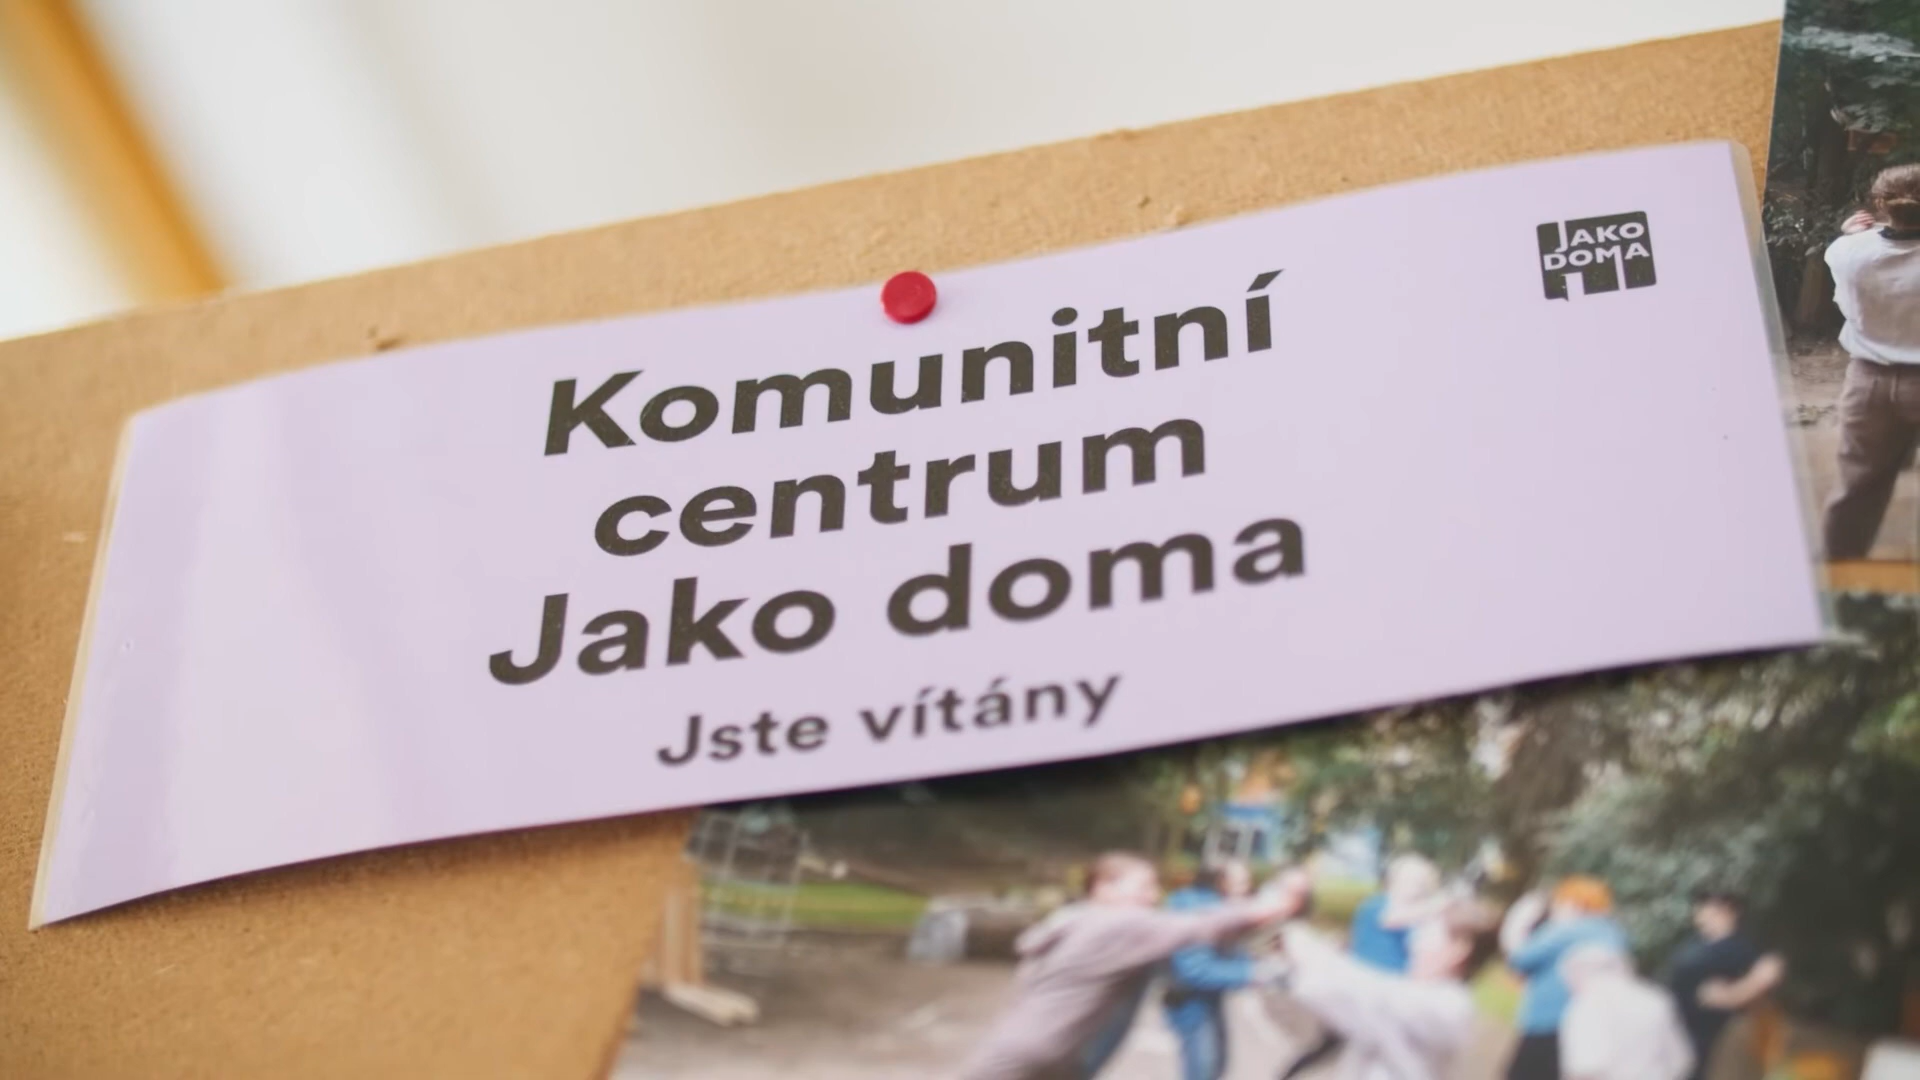 JAKO
DOMA
Komunitní
centrum
Jako doma
Jste vítány